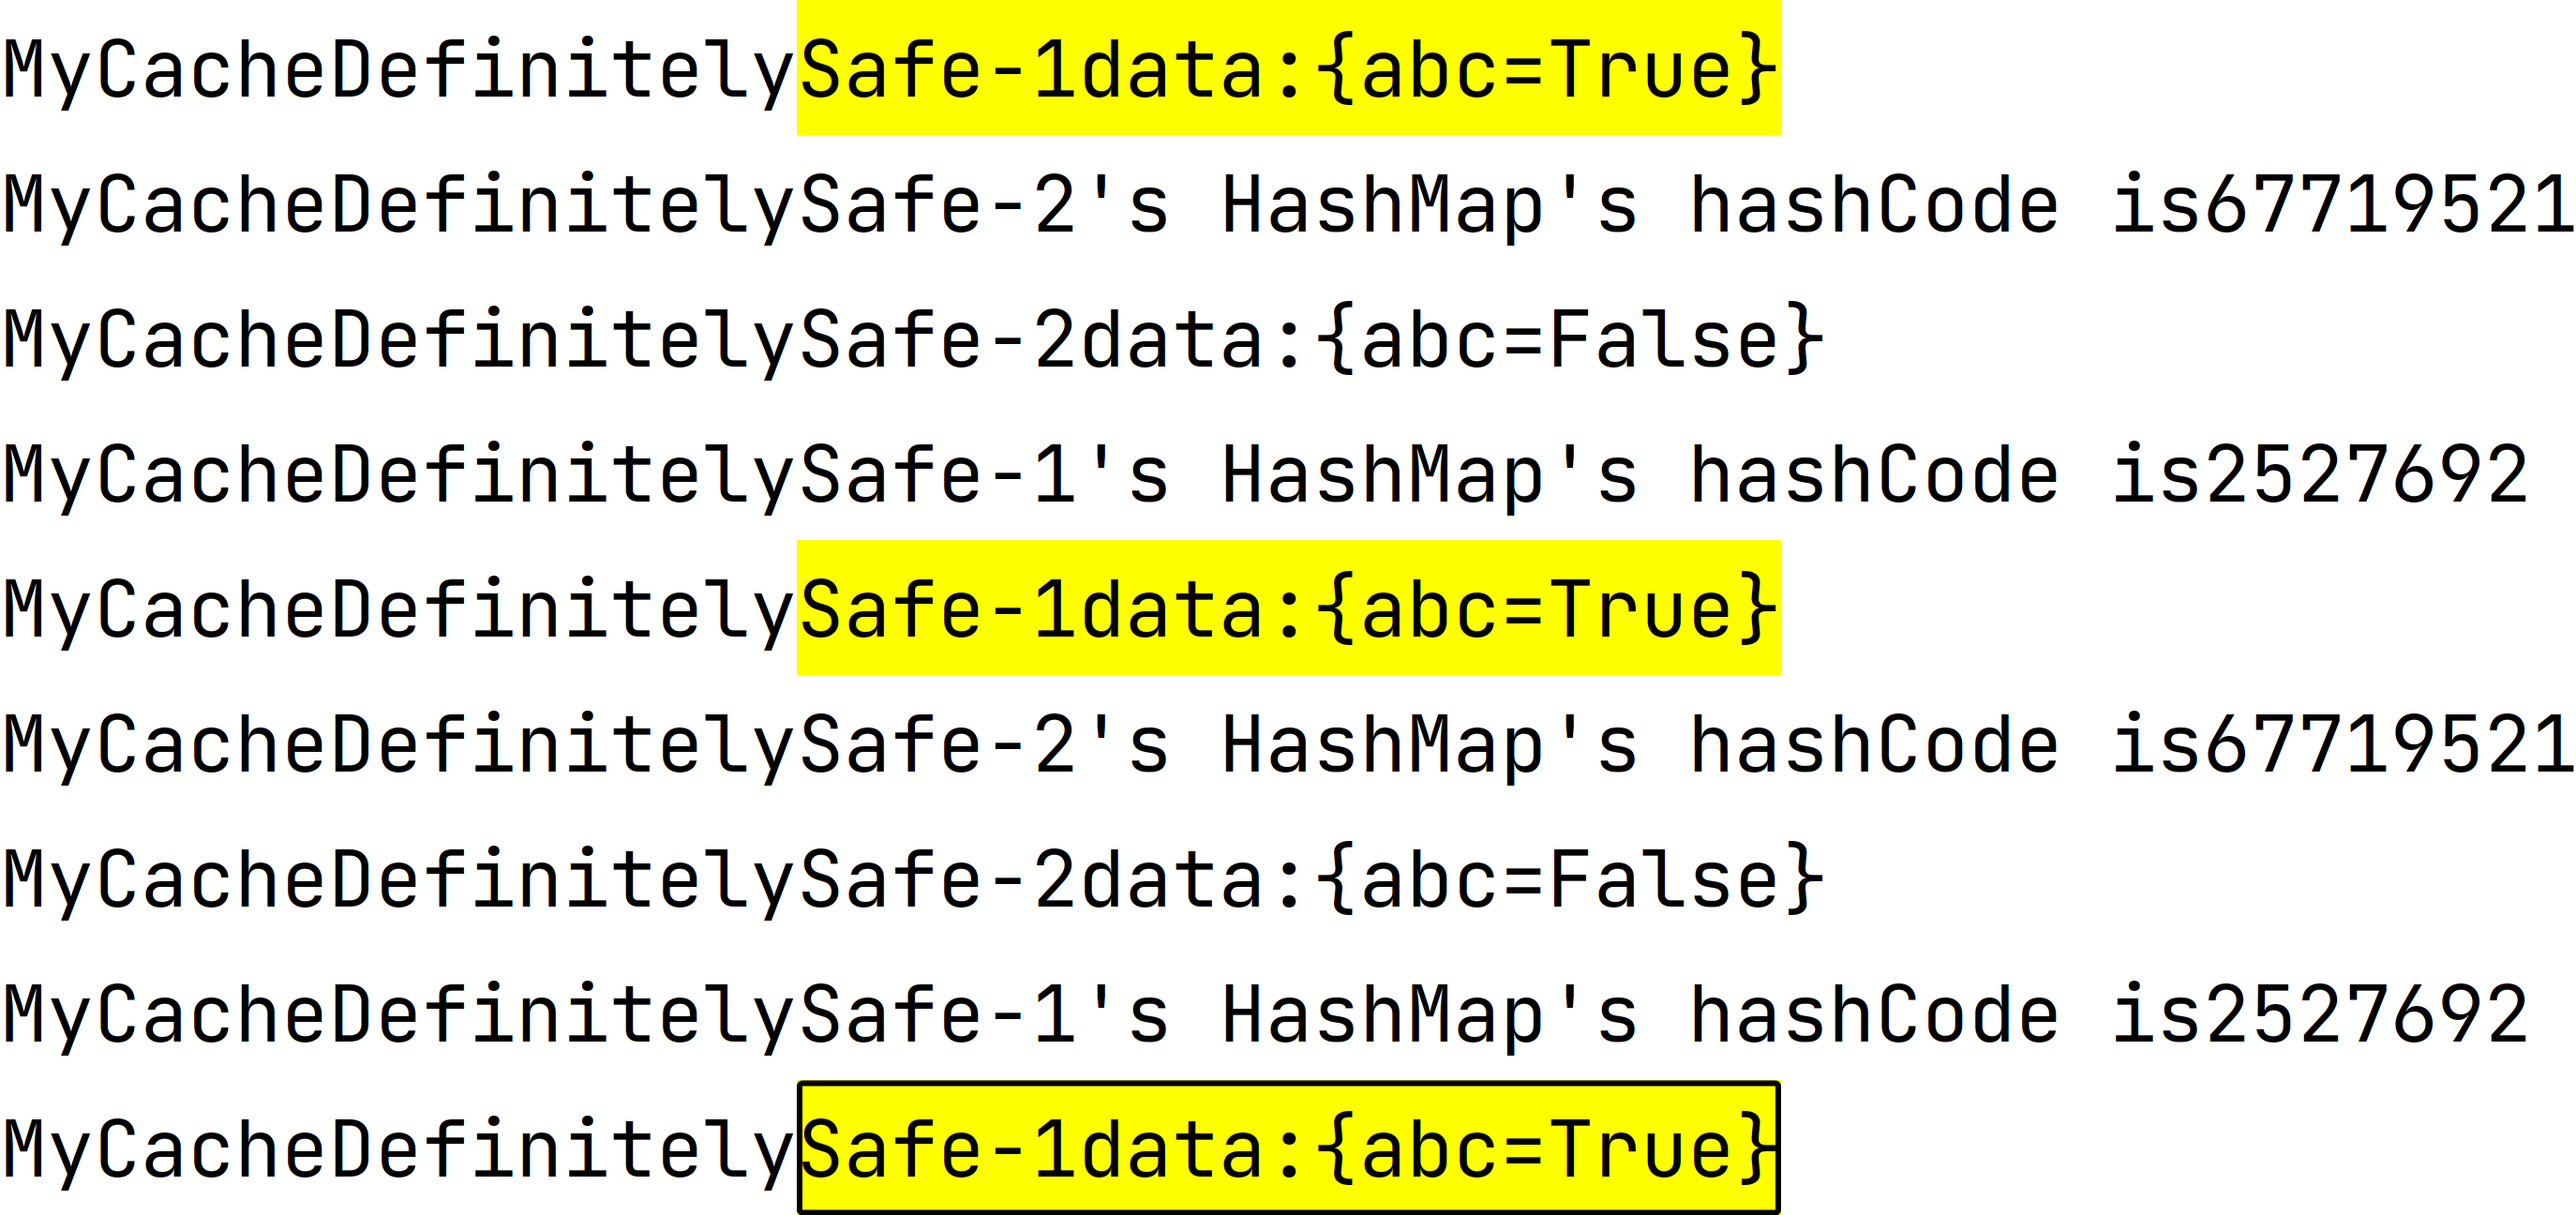 MyCacheDefinitelySafe-1data:{abc=True}
MyCacheDefinitelySafe-2's HashMap's hashCode is67719521
MyCacheDefinitelySafe-2data:{abc=False}
MyCacheDefinitelySafe-1's HashMap's hashCode is2527692
MyCacheDefinitelySafe-1data:{abc=True}
MyCacheDefinitelySafe-2's HashMap's hashCode is67719521
MyCacheDefinitelySafe-2data:{abc=False}
MyCacheDefinitelySafe-1's HashMap's hashCode is2527692
MyCacheDefinitelySafe-1data:{abc=True}